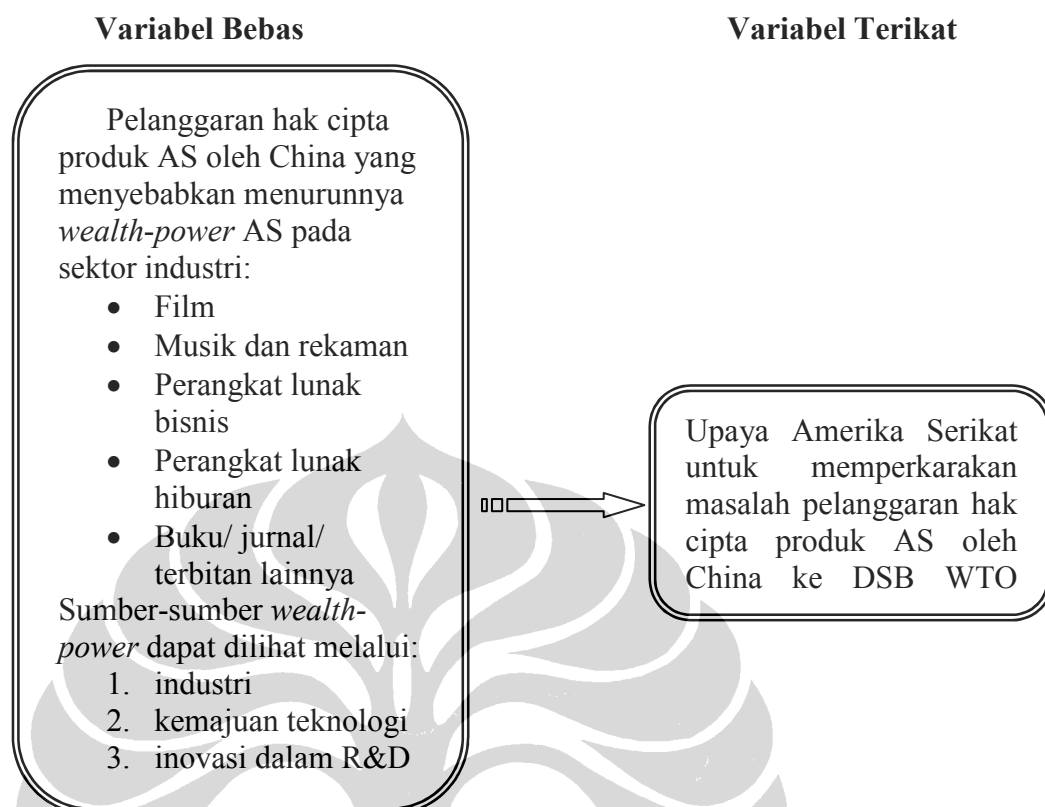 Variabel Bebas
Variabel Terikat
Pelanggaran hak cipta
produk AS oleh China yang
menyebabkan menurunnya
wealth-power AS pada
sektor industri:
• Film
• Musik dan rekaman
• Perangkat lunak
bisnis
• Perangkat lunak
hiburan
• Buku/ jurnal/
terbitan lainnya
Sumber-sumber wealth-
power dapat dilihat melalui:
1. industri
2. kemajuan teknologi
3. inovasi dalam R&D
Upaya Amerika Serikat
untuk memperkarakan
masalah pelanggaran hak
cipta produk AS oleh
China ke DSB WTO